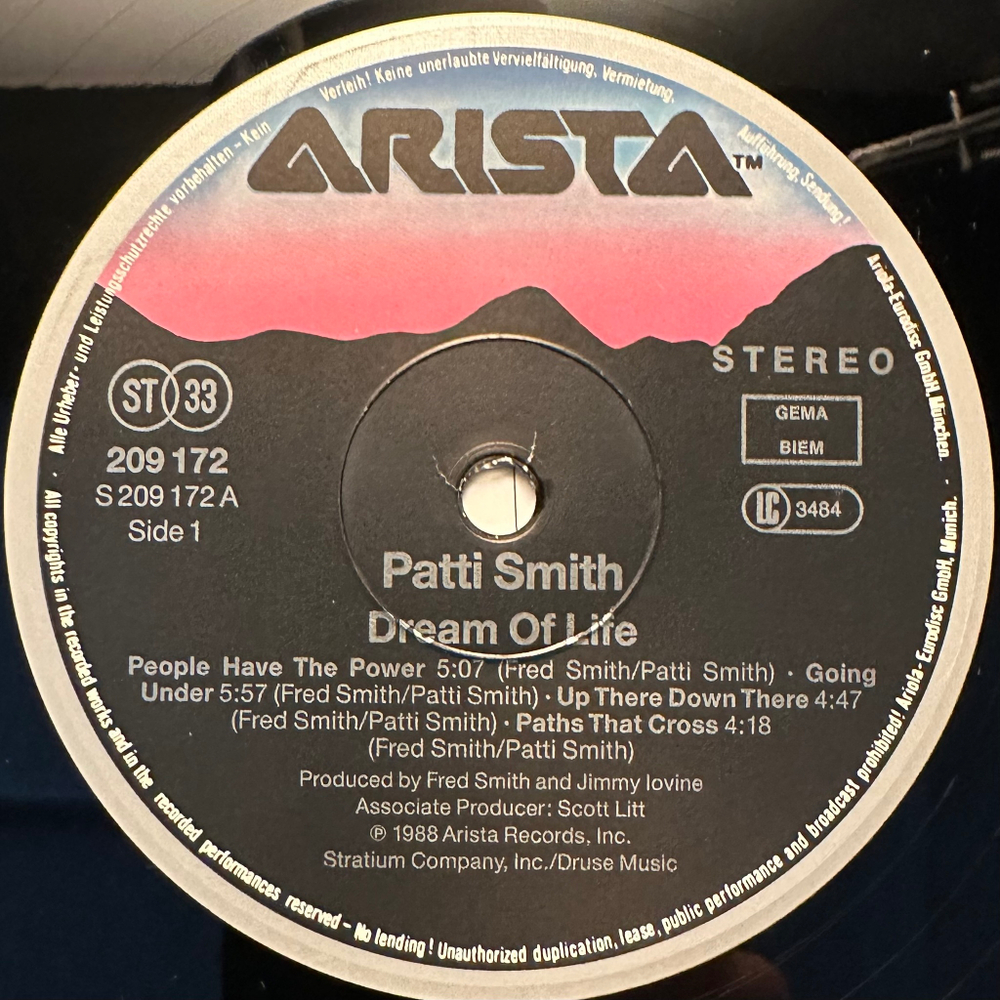 Alle Urheber- und Leistungsschutzrechte vorbehalten – Kein Verleih! Keine unerlaubte Vervielfältigung, Vermietung, Aufführung, Sendung!
ARISTA™
STEREO
ST 33
GEMA
BIEM
209 172
S 209 172 A
LC 3484
Side 1
Patti Smith
Dream Of Life
People Have The Power 5:07 (Fred Smith/Patti Smith) · Going
Under 5:57 (Fred Smith/Patti Smith) · Up There Down There 4:47
(Fred Smith/Patti Smith) · Paths That Cross 4:18
(Fred Smith/Patti Smith)
Produced by Fred Smith and Jimmy Iovine
Associate Producer: Scott Litt
℗ 1988 Arista Records, Inc.
Stratium Company, Inc./Druse Music
Ariola-Eurodisc GmbH, München.
· All copyrights in the recorded works and in the recorded performances reserved – No lending! Unauthorized duplication, lease, public performance and broadcast prohibited! Ariola-Eurodisc GmbH, Munich. ·